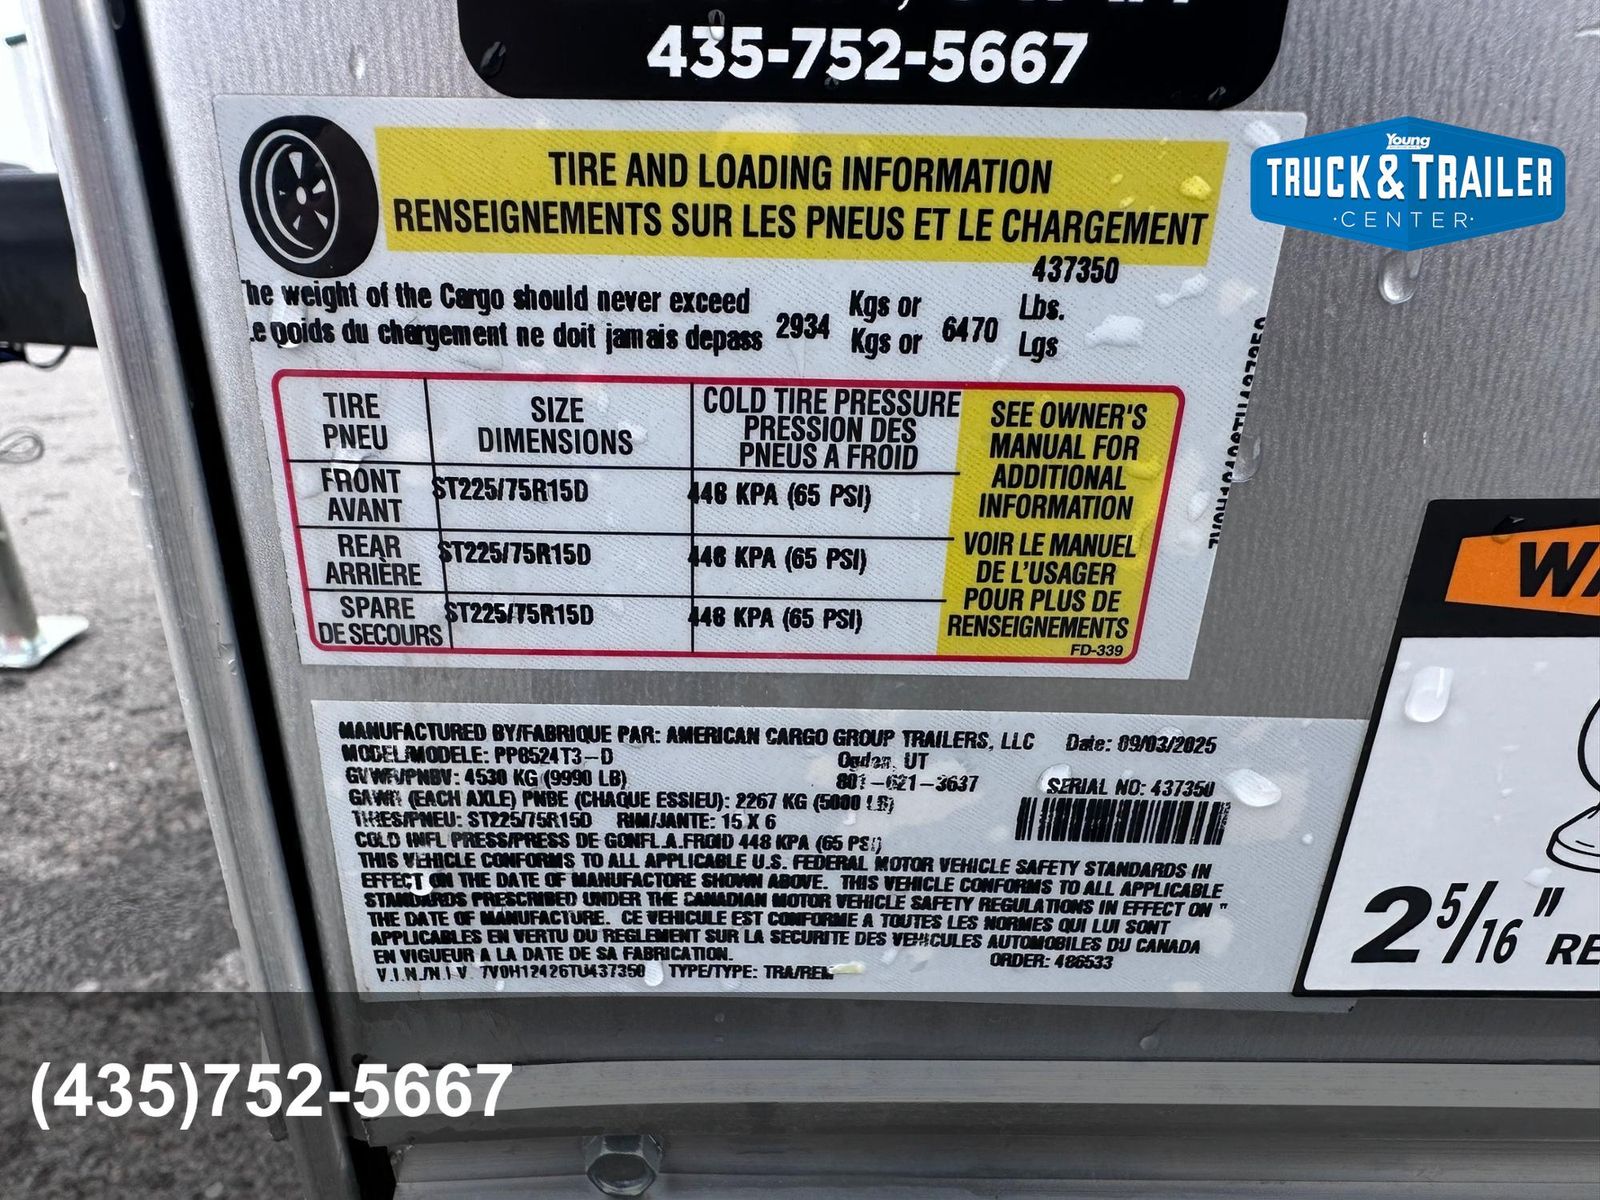 435-752-5667
Young
TRUCK & TRAILER
·CENTER·
TIRE AND LOADING INFORMATION
RENSEIGNEMENTS SUR LES PNEUS ET LE CHARGEMENT
437350
The weight of the Cargo should never exceed 2934 Kgs or 6470 Lbs.
Le poids du chargement ne doit jamais depass Kgs or Lgs
TIRE PNEU
SIZE DIMENSIONS
COLD TIRE PRESSURE
PRESSION DES
PNEUS A FROID
FRONT AVANT ST225/75R15D 448 KPA (65 PSI)
REAR ARRIÈRE ST225/75R15D 448 KPA (65 PSI)
SPARE DE SECOURS ST225/75R15D 448 KPA (65 PSI)
SEE OWNER'S
MANUAL FOR
ADDITIONAL
INFORMATION
VOIR LE MANUEL
DE L'USAGER
POUR PLUS DE
RENSEIGNEMENTS
FD-339
MANUFACTURED BY/FABRIQUE PAR: AMERICAN CARGO GROUP TRAILERS, LLC Date: 09/03/2025
MODEL/MODELE: PP8524T3-D Ogden, UT
GVWR/PNBV: 4530 KG (9990 LB) 801-621-3637
SERIAL NO: 437350
GAWR (EACH AXLE) PNBE (CHAQUE ESSIEU): 2267 KG (5000 LB)
TIRES/PNEU: ST225/75R15D RIM/JANTE: 15 X 6
COLD INFL PRESS/PRESS DE GONFL.A.FROID 448 KPA (65 PSI)
THIS VEHICLE CONFORMS TO ALL APPLICABLE U.S. FEDERAL MOTOR VEHICLE SAFETY STANDARDS IN
EFFECT ON THE DATE OF MANUFACTORE SHOWN ABOVE. THIS VEHICLE CONFORMS TO ALL APPLICABLE
STANDARDS PRESCRIBED UNDER THE CANADIAN MOTOR VEHICLE SAFETY REGULATIONS IN EFFECT ON "
THE DATE OF MANUFACTURE. CE VEHICULE EST CONFORME A TOUTES LES NORMES QUI LUI SONT
APPLICABLES EN VERTU DU REGLEMENT SUR LA SECURITE DES VEHICULES AUTOMOBILES DU CANADA
EN VIGUEUR A LA DATE DE SA FABRICATION. ORDER: 486533
V.I.N./N.I.V 7V0H12426TU437350 TYPE/TYPE: TRA/REM
2 5/16"
(435)752-5667